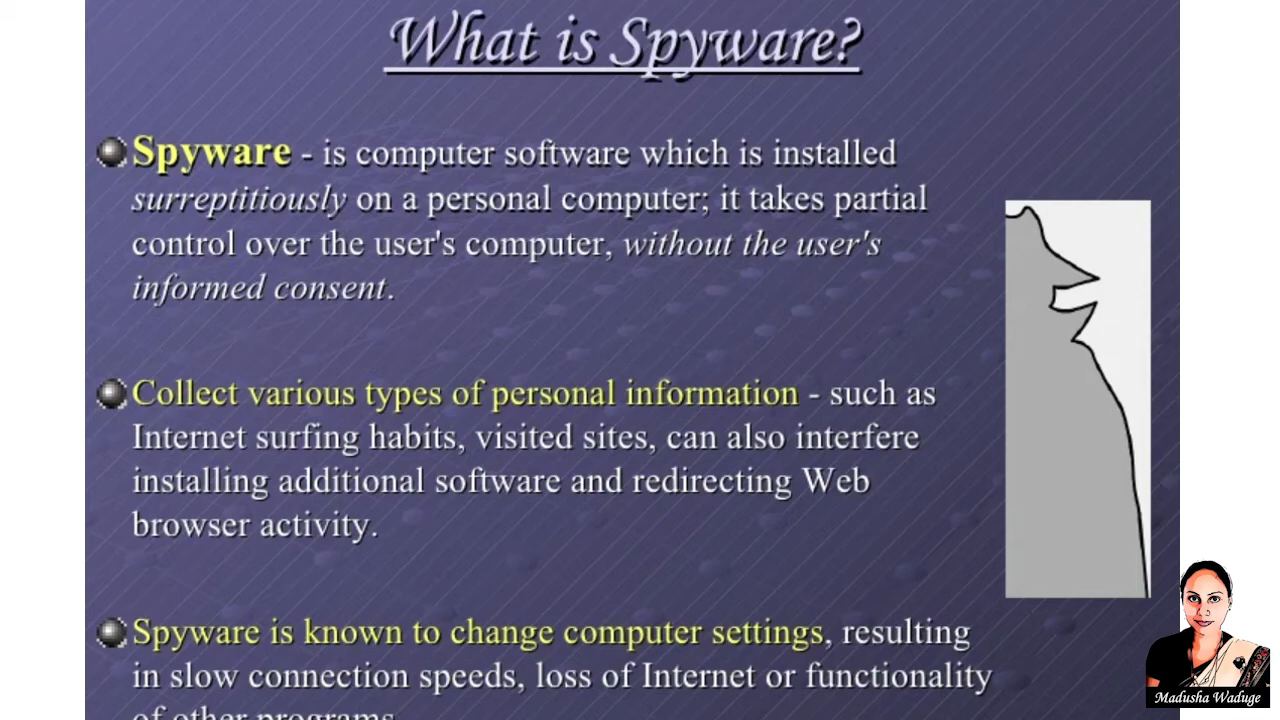 What is Spyware?
Spyware - is computer software which is installed
surreptitiously on a personal computer; it takes partial
control over the user's computer, without the user's
informed consent.
Collect various types of personal information - such as
Internet surfing habits, visited sites, can also interfere
installing additional software and redirecting Web
browser activity.
Spyware is known to change computer settings, resulting
in slow connection speeds, loss of Internet or functionality
of other programs.
Madusha Waduge